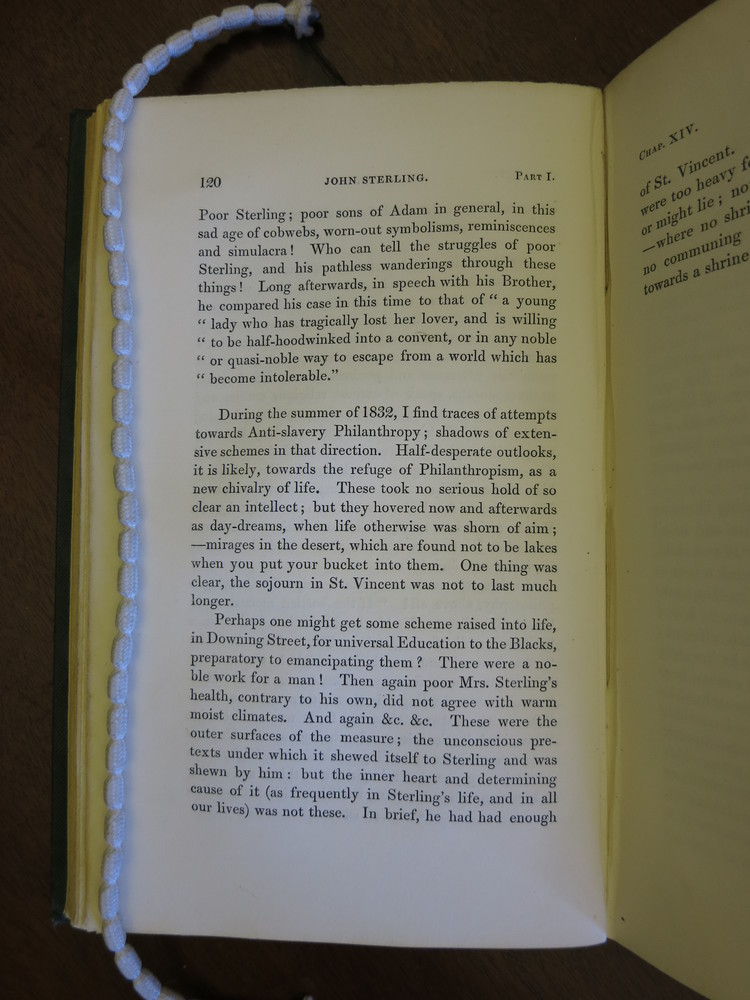 120 JOHN STERLING. PART I.
Poor Sterling; poor sons of Adam in general, in this
sad age of cobwebs, worn-out symbolisms, reminiscences
and simulacra! Who can tell the struggles of poor
Sterling, and his pathless wanderings through these
things! Long afterwards, in speech with his Brother,
he compared his case in this time to that of “ a young
“ lady who has tragically lost her lover, and is willing
“ to be half-hoodwinked into a convent, or in any noble
“ or quasi-noble way to escape from a world which has
“ become intolerable.”
During the summer of 1832, I find traces of attempts
towards Anti-slavery Philanthropy; shadows of exten-
sive schemes in that direction. Half-desperate outlooks,
it is likely, towards the refuge of Philanthropism, as a
new chivalry of life. These took no serious hold of so
clear an intellect; but they hovered now and afterwards
as day-dreams, when life otherwise was shorn of aim;
—mirages in the desert, which are found not to be lakes
when you put your bucket into them. One thing was
clear, the sojourn in St. Vincent was not to last much
longer.
Perhaps one might get some scheme raised into life,
in Downing Street, for universal Education to the Blacks,
preparatory to emancipating them? There were a no-
ble work for a man! Then again poor Mrs. Sterling's
health, contrary to his own, did not agree with warm
moist climates. And again &c. &c. These were the
outer surfaces of the measure; the unconscious pre-
texts under which it shewed itself to Sterling and was
shewn by him: but the inner heart and determining
cause of it (as frequently in Sterling's life, and in all
our lives) was not these. In brief, he had had enough
CHAP. XIV.
of St. Vincent.
were too heavy
or might lie; no
—where no
no communing
towards a shrine